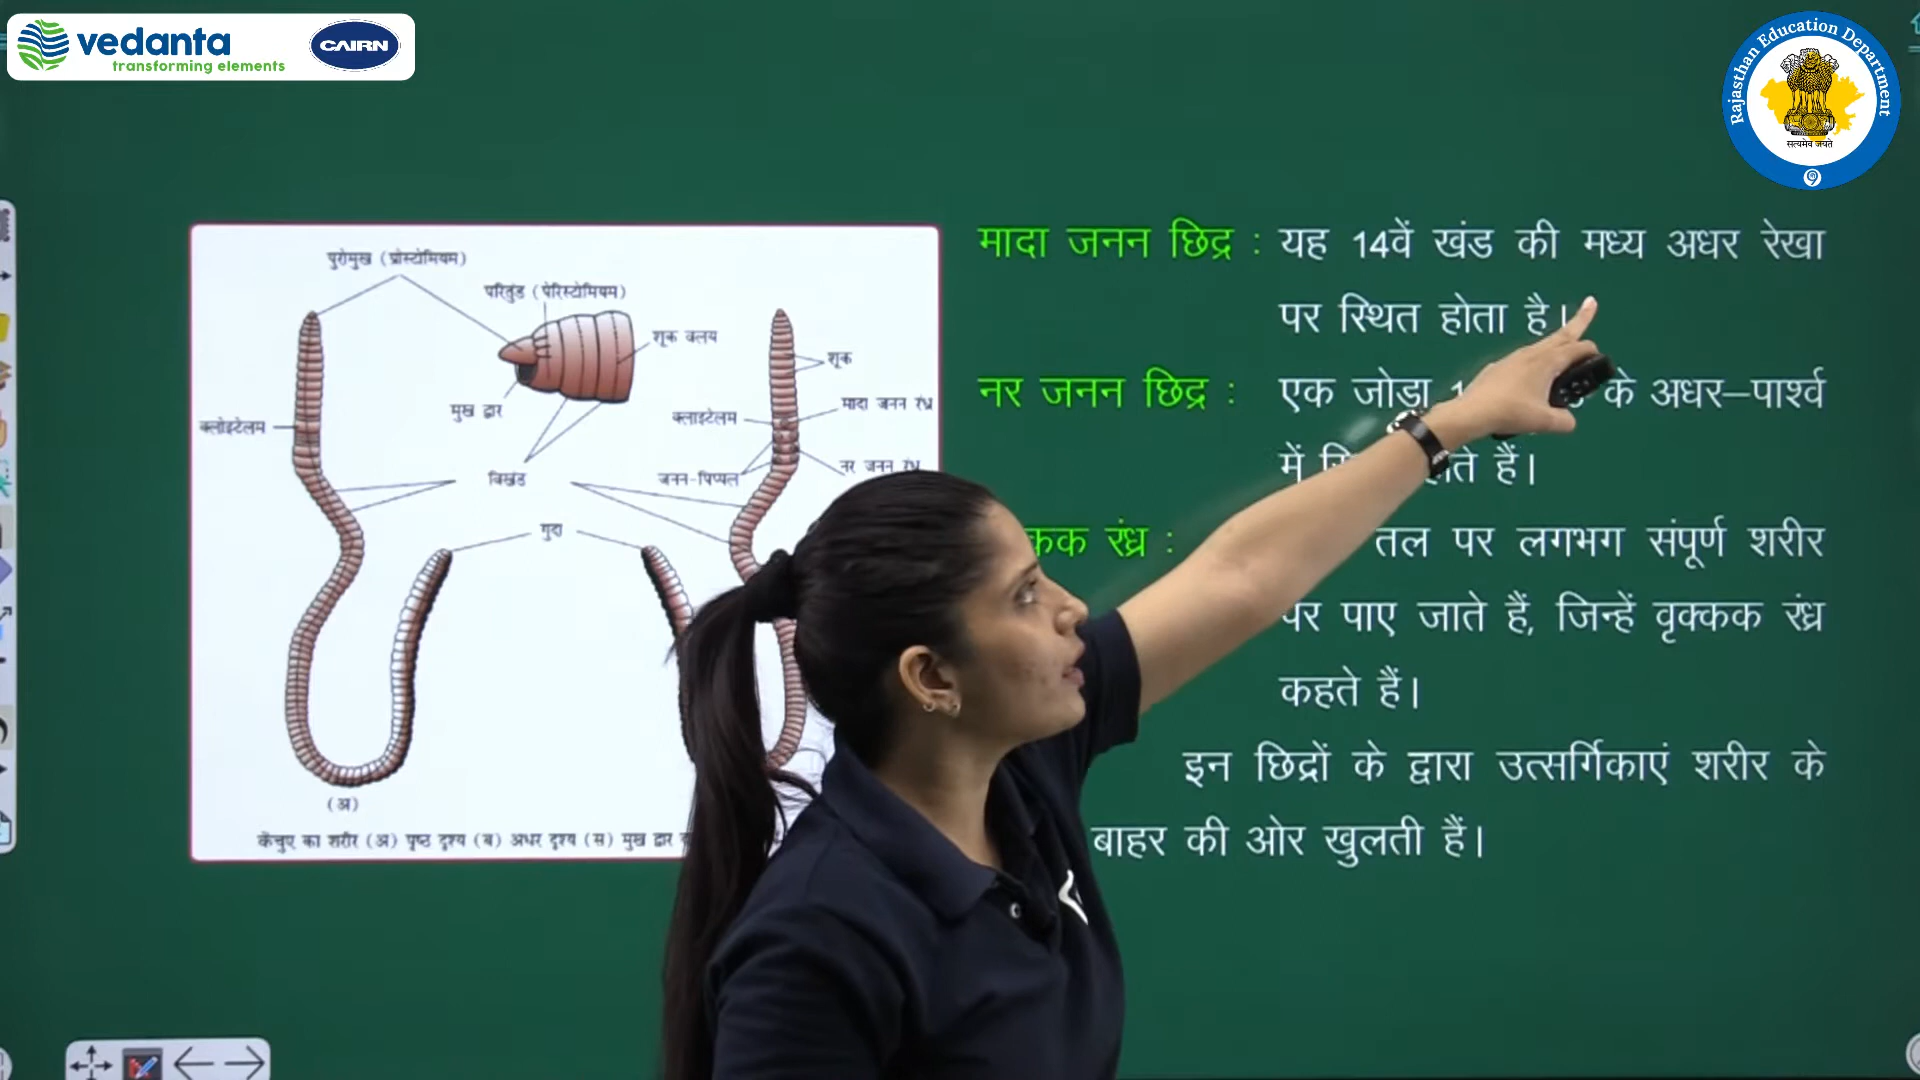 vedanta
transforming elements
CAIRN
Rajasthan Education Department
सत्यमेव जयते
पुरोमुख (प्रोस्टोमियम)
परितुंड (पेरिस्टोमियम)
शूक वलय
शूक
मुख द्वार
क्लाइटेलम
मादा जनन रंध्र
क्लोइटेलम
जनन-पिप्पल
नर जनन रंध्र
विखंड
गुदा
(अ)
केंचुए का शरीर (अ) पृष्ठ दृश्य (ब) अधर दृश्य (स) मुख द्वार
मादा जनन छिद्र : यह 14वें खंड की मध्य अधर रेखा
पर स्थित होता है।
नर जनन छिद्र : एक जोड़ा के अधर–पार्श्व
में हैं।
रंध्र : तल पर लगभग संपूर्ण शरीर
पर पाए जाते हैं, जिन्हें वृक्कक रंध्र
कहते हैं।
इन छिद्रों के द्वारा उत्सर्गिकाएं शरीर के
बाहर की ओर खुलती हैं।